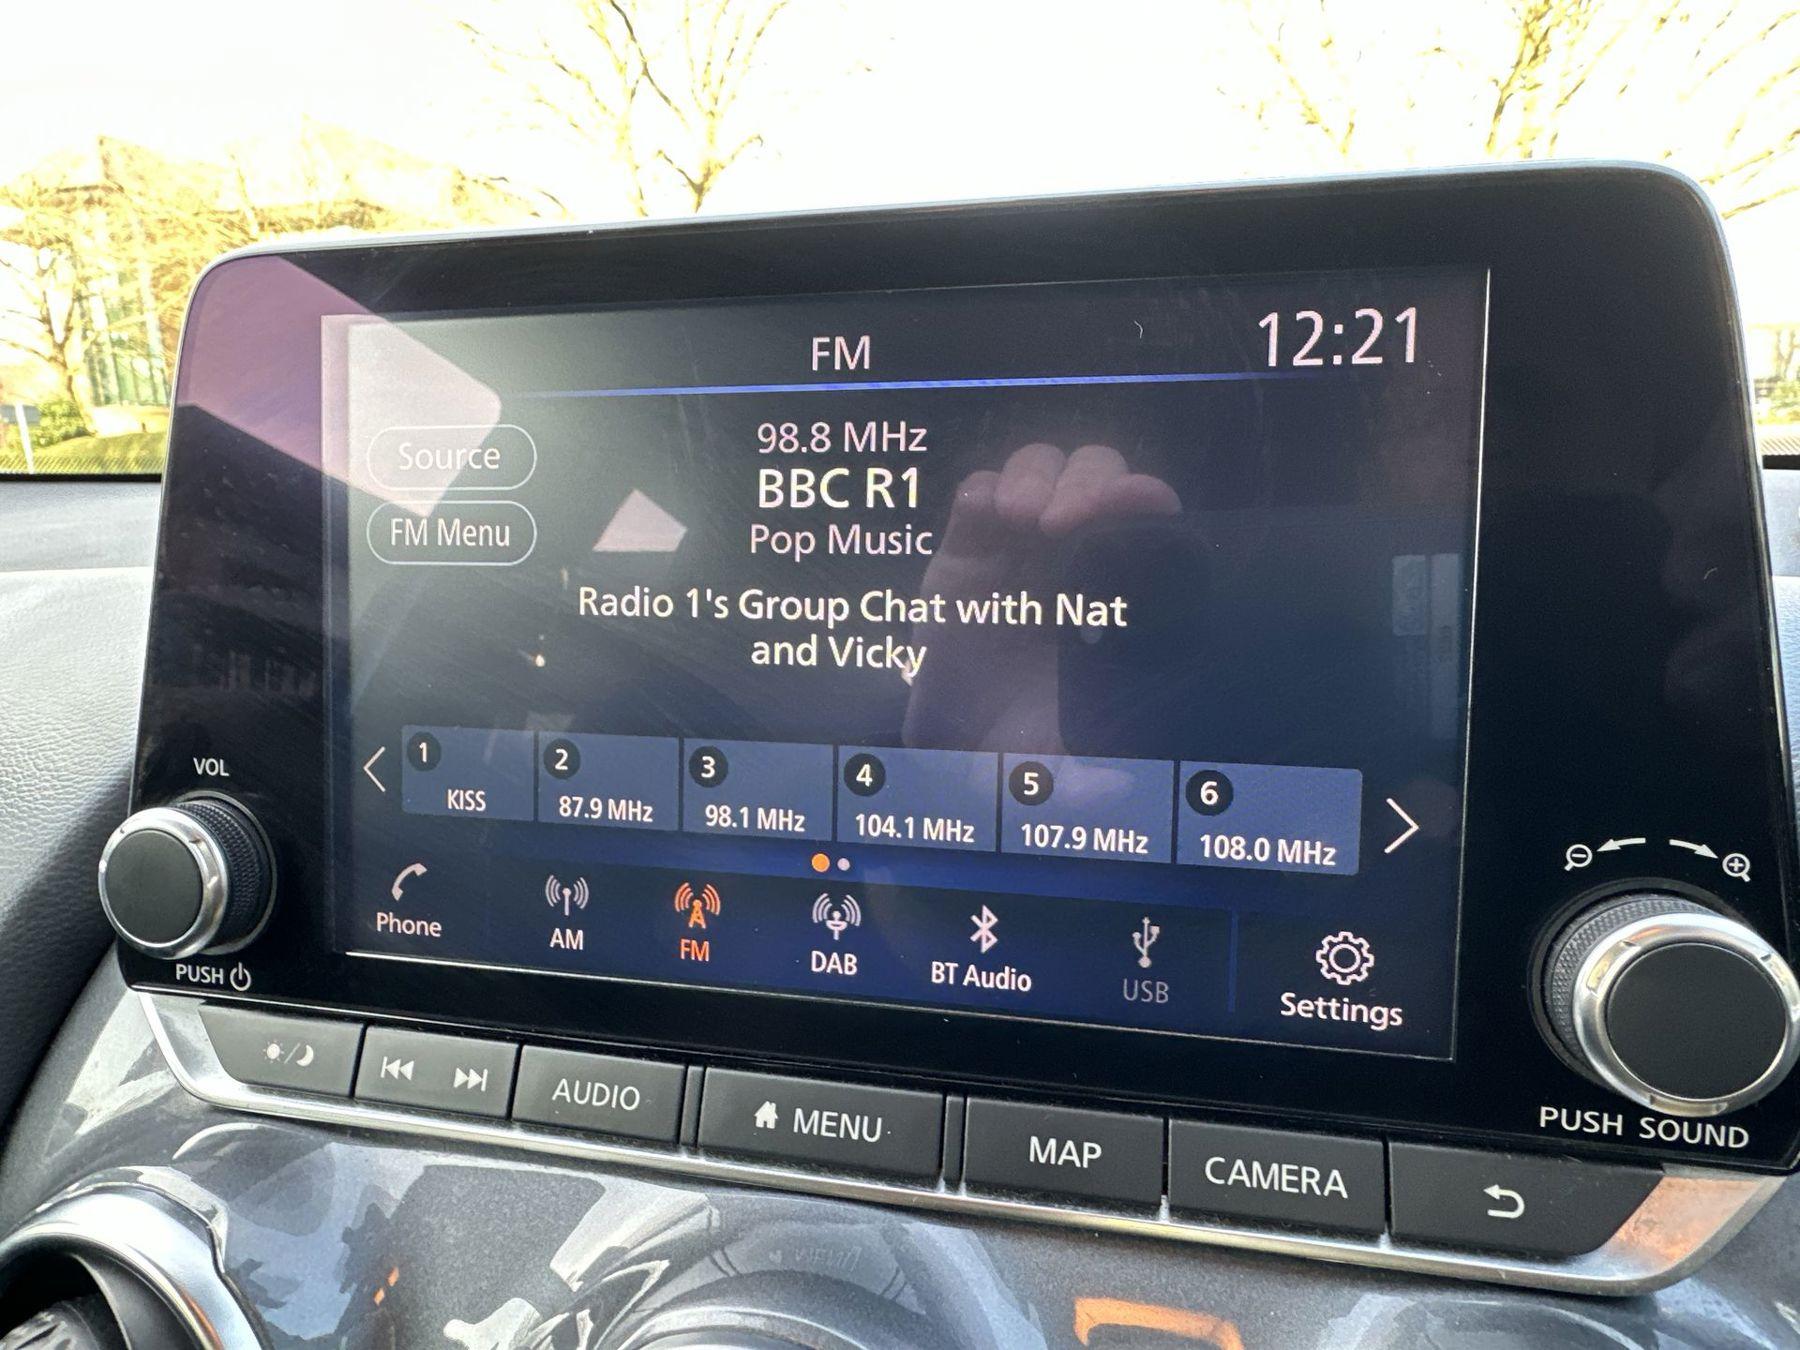 FM
12:21
98.8 MHz
Source
BBC R1
FM Menu
Pop Music
Radio 1's Group Chat with Nat
and Vicky
1
KISS
2
87.9 MHz
3
98.1 MHz
4
104.1 MHz
5
107.9 MHz
6
108.0 MHz
Phone
AM
FM
DAB
BT Audio
USB
Settings
VOL
PUSH
PUSH SOUND
AUDIO
MENU
MAP
CAMERA